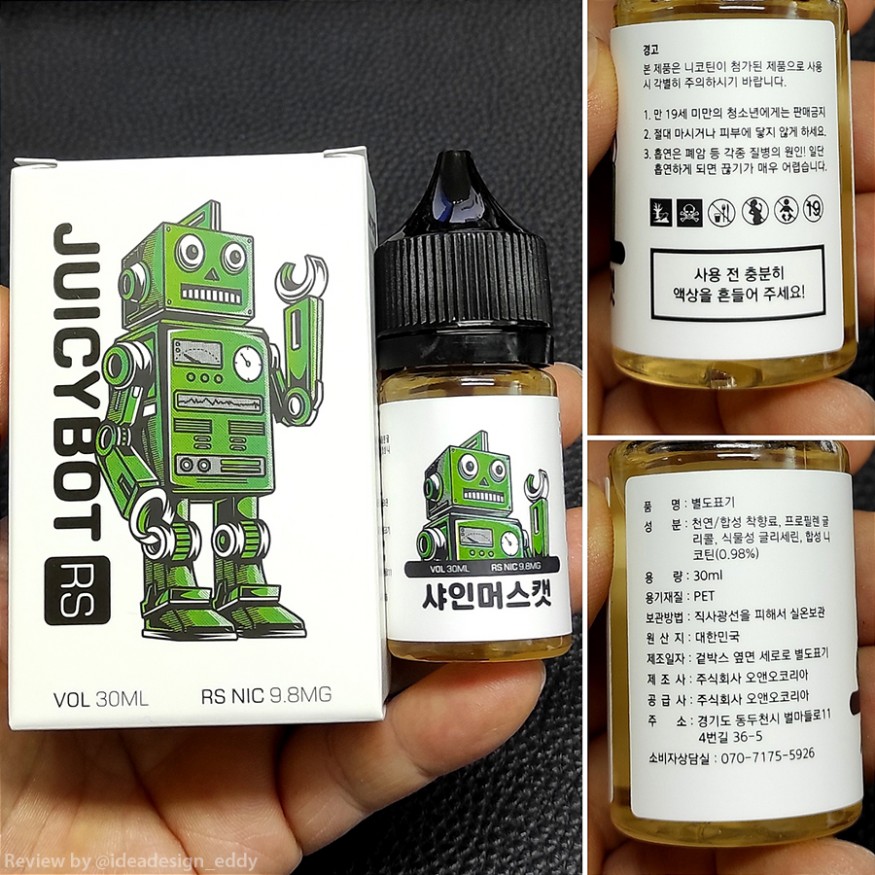 JUICYBOT RS
VOL 30ML RS NIC 9.8MG
VOL 30ML RS NIC 9.8MG
샤인머스캣
경고
본 제품은 니코틴이 첨가된 제품으로 사용
시 각별히 주의하시기 바랍니다.
1. 만 19세 미만의 청소년에게는 판매금지
2. 절대 마시거나 피부에 닿지 않게 하세요.
3. 흡연은 폐암 등 각종 질병의 원인! 일단
흡연하게 되면 끊기가 매우 어렵습니다.
19
사용 전 충분히
액상을 흔들어 주세요!
품 명 : 별도표기
성 분 : 천연/합성 착향료, 프로필렌 글
리콜, 식물성 글리세린, 합성 니
코틴(0.98%)
용 량 : 30ml
용기재질 : PET
보관방법 : 직사광선을 피해서 실온보관
원 산 지 : 대한민국
제조일자 : 겉박스 옆면 세로로 별도표기
제 조 사 : 주식회사 오앤오코리아
공 급 사 : 주식회사 오앤오코리아
주 소 : 경기도 동두천시 벌마들로11
4번길 36-5
소비자상담실 : 070-7175-5926
Review by @ideadesign_eddy